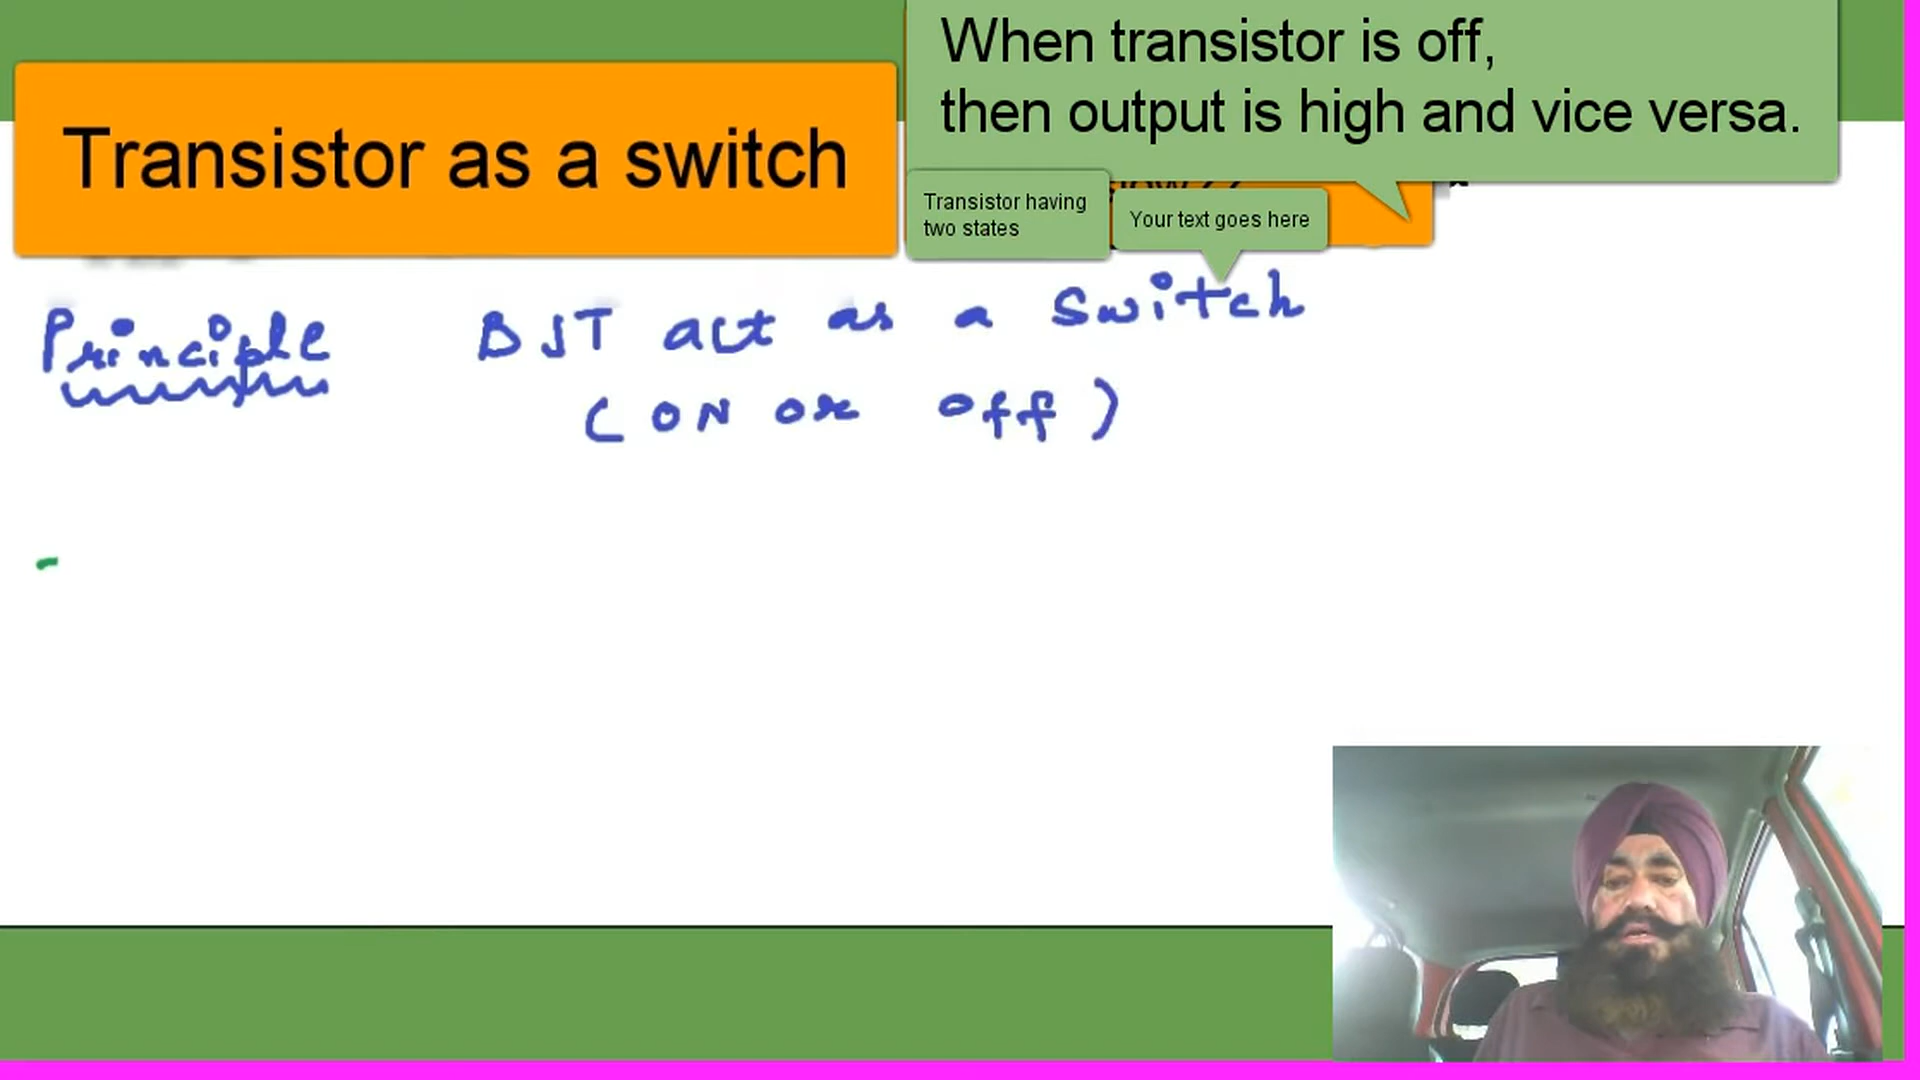 When transistor is off,
then output is high and vice versa.
Transistor as a switch
Transistor having
two states
Your text goes here
Principle BJT act as a switch
(ON or off)